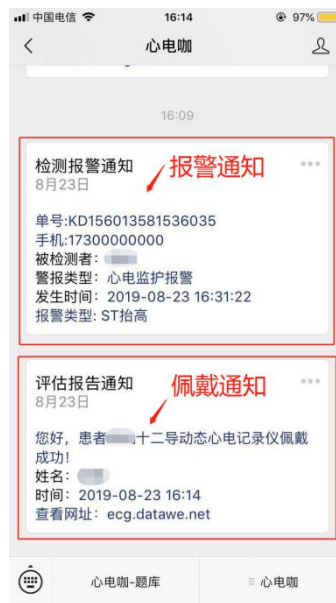 中国电信 16:14 97%
心电咖
16:09
检测报警通知
报警通知
8月23日
单号:KD156013581536035
手机:17300000000
被检测者：
警报类型：心电监护报警
发生时间：2019-08-23 16:31:22
报警类型: ST抬高
评估报告通知
佩戴通知
8月23日
您好，患者 十二导动态心电记录仪佩戴
成功！
姓名：
时间：2019-08-23 16:14
查看网址：ecg.datawe.net
心电咖-题库 心电咖